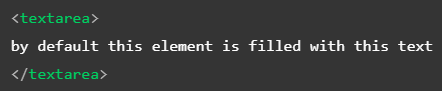 <textarea>
by default this element is filled with this text
</textarea>